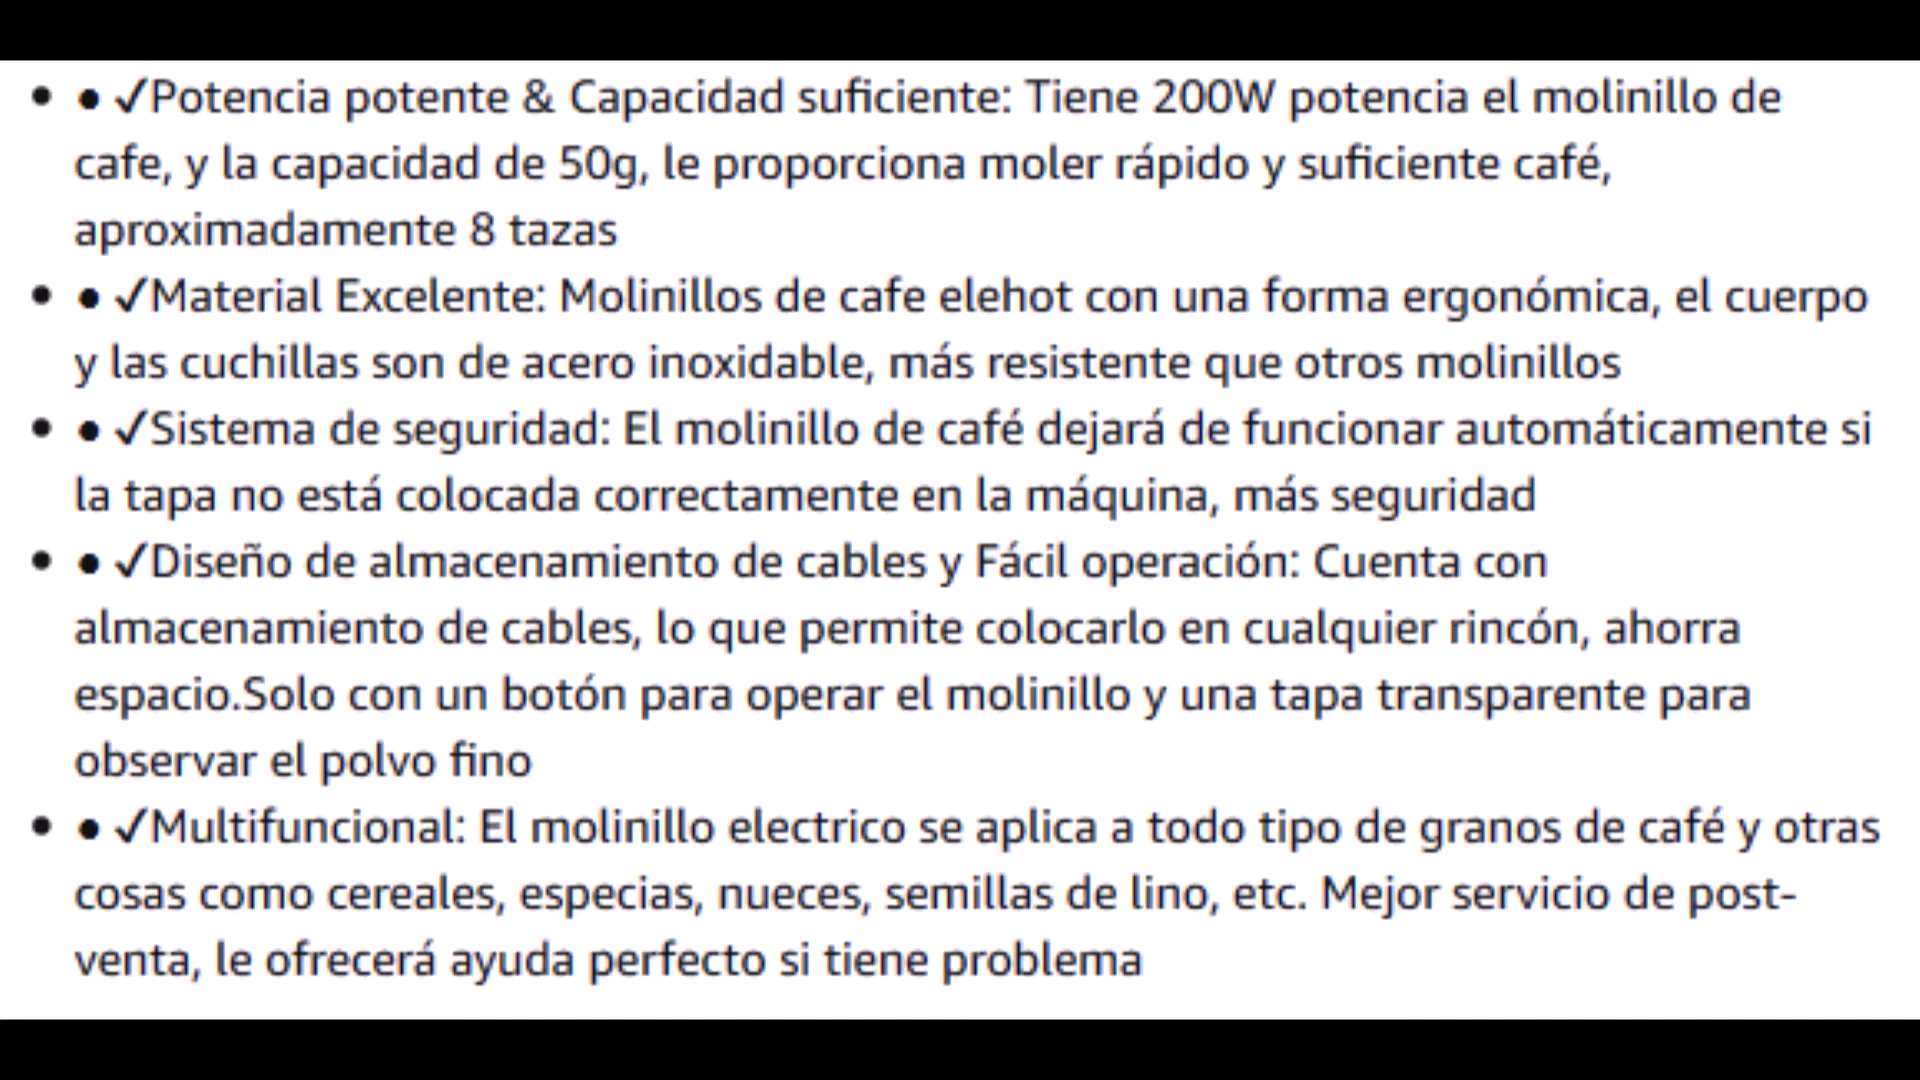 • ● ✓Potencia potente & Capacidad suficiente: Tiene 200W potencia el molinillo de
cafe, y la capacidad de 50g, le proporciona moler rápido y suficiente café,
aproximadamente 8 tazas
• ● ✓Material Excelente: Molinillos de cafe elehot con una forma ergonómica, el cuerpo
y las cuchillas son de acero inoxidable, más resistente que otros molinillos
• ● ✓Sistema de seguridad: El molinillo de café dejará de funcionar automáticamente si
la tapa no está colocada correctamente en la máquina, más seguridad
• ● ✓Diseño de almacenamiento de cables y Fácil operación: Cuenta con
almacenamiento de cables, lo que permite colocarlo en cualquier rincón, ahorra
espacio.Solo con un botón para operar el molinillo y una tapa transparente para
observar el polvo fino
• ● ✓Multifuncional: El molinillo electrico se aplica a todo tipo de granos de café y otras
cosas como cereales, especias, nueces, semillas de lino, etc. Mejor servicio de post-
venta, le ofrecerá ayuda perfecto si tiene problema